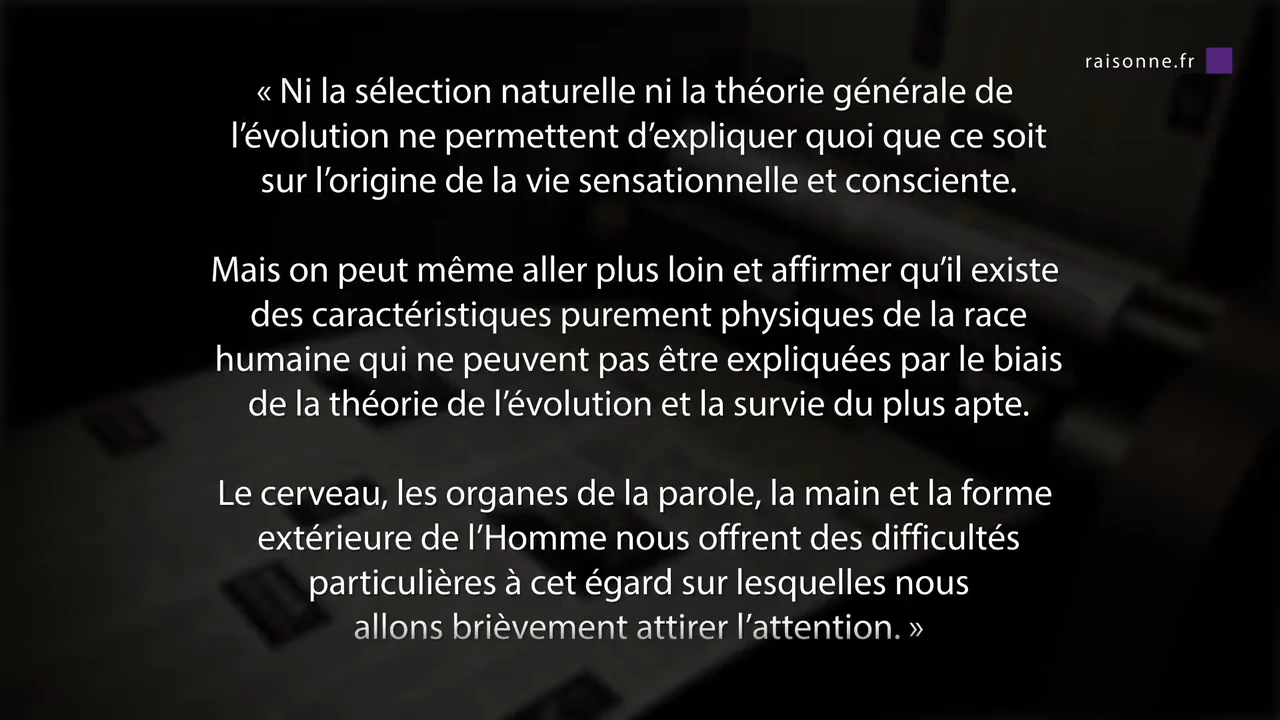 raisonne.fr
« Ni la sélection naturelle ni la théorie générale de
l’évolution ne permettent d’expliquer quoi que ce soit
sur l’origine de la vie sensationnelle et consciente.
Mais on peut même aller plus loin et affirmer qu’il existe
des caractéristiques purement physiques de la race
humaine qui ne peuvent pas être expliquées par le biais
de la théorie de l’évolution et la survie du plus apte.
Le cerveau, les organes de la parole, la main et la forme
extérieure de l’Homme nous offrent des difficultés
particulières à cet égard sur lesquelles nous
allons brièvement attirer l’attention. »